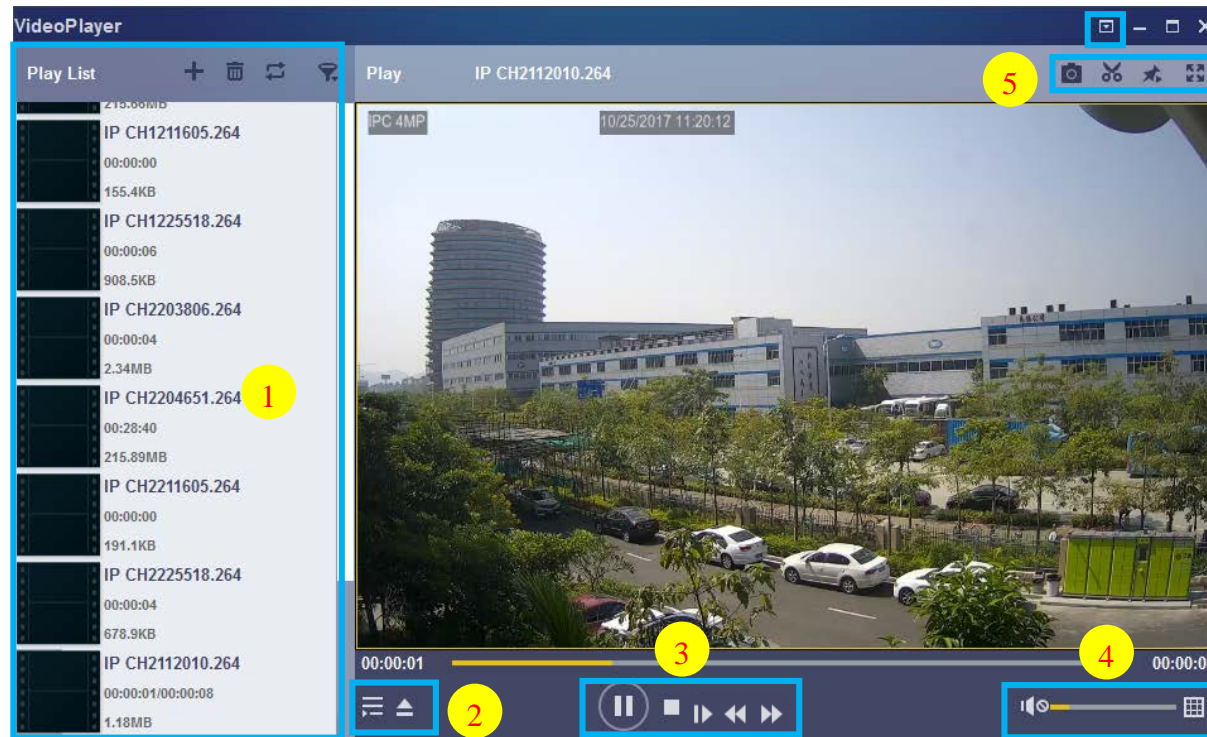 VideoPlayer
Play List
Play IP CH2112010.264
5
215.66MB
IP CH1211605.264
00:00:00
155.4KB
IP CH1225518.264
00:00:06
908.5KB
IP CH2203806.264
00:00:04
2.34MB
IP CH2204651.264
00:28:40
215.89MB
1
IP CH2211605.264
00:00:00
191.1KB
IP CH2225518.264
00:00:04
678.9KB
IP CH2112010.264
00:00:01/00:00:08
1.18MB
IPC 4MP
10/25/2017 11:20:12
00:00:01
3
4
00:00:0
2